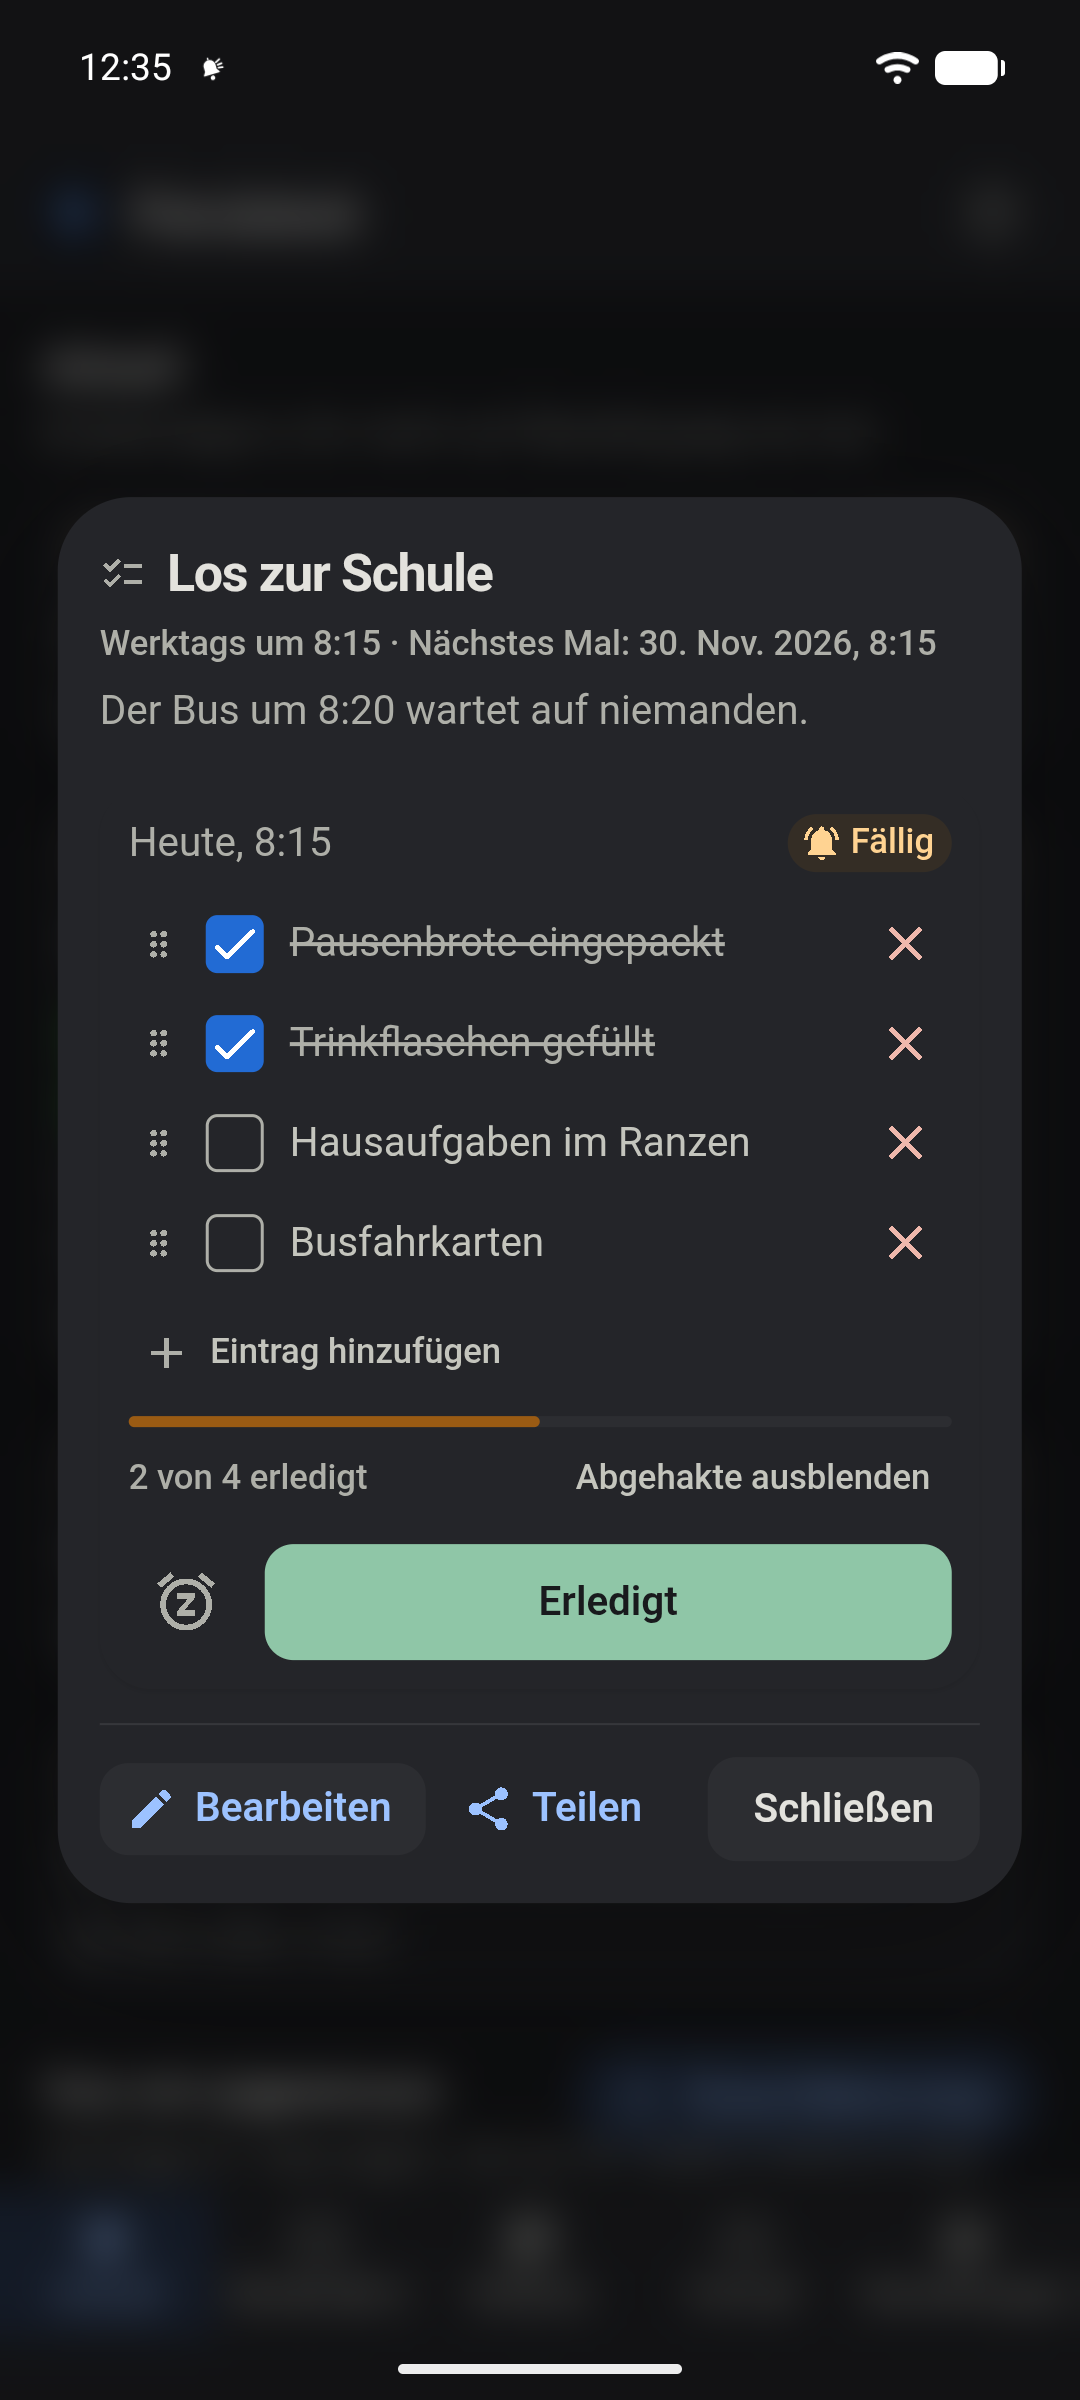 12:35
Los zur Schule
Werktags um 8:15 · Nächstes Mal: 30. Nov. 2026, 8:15
Der Bus um 8:20 wartet auf niemanden.
Heute, 8:15
Fällig
Pausenbrote eingepackt
Trinkflaschen gefüllt
Hausaufgaben im Ranzen
Busfahrkarten
Eintrag hinzufügen
2 von 4 erledigt
Abgehakte ausblenden
Erledigt
Bearbeiten
Teilen
Schließen